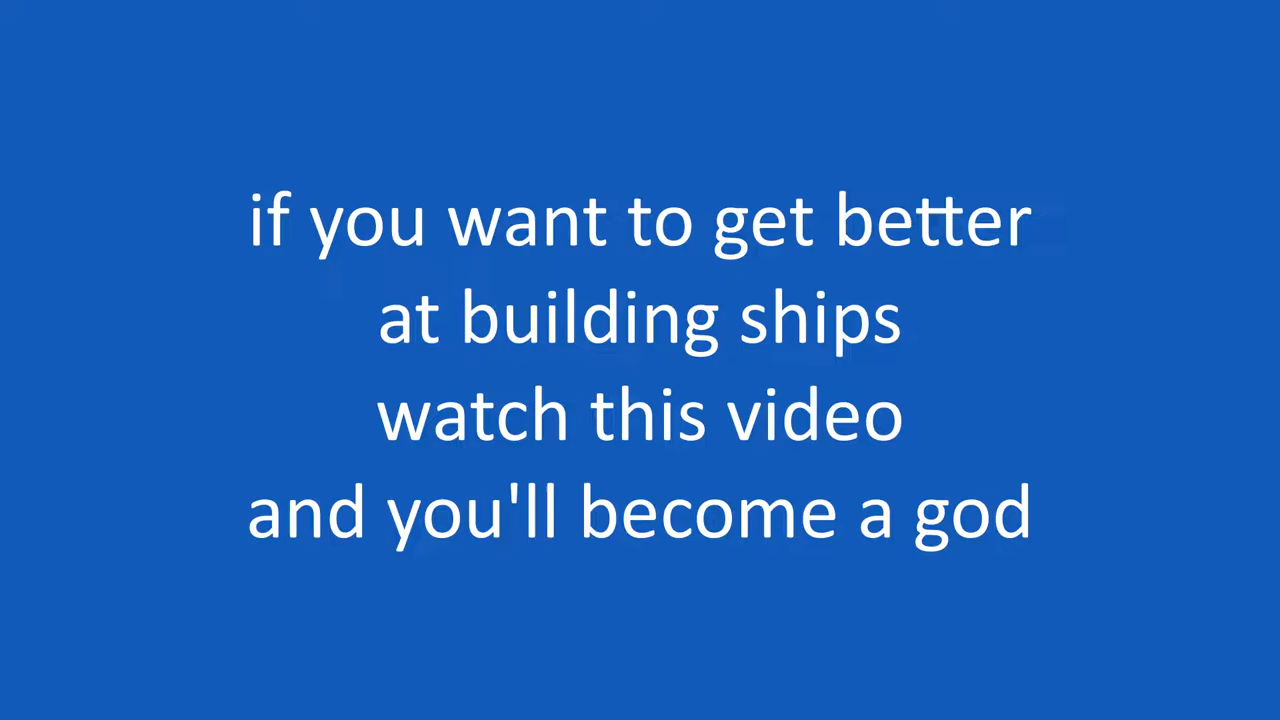 if you want to get better
at building ships
watch this video
and you'll become a god